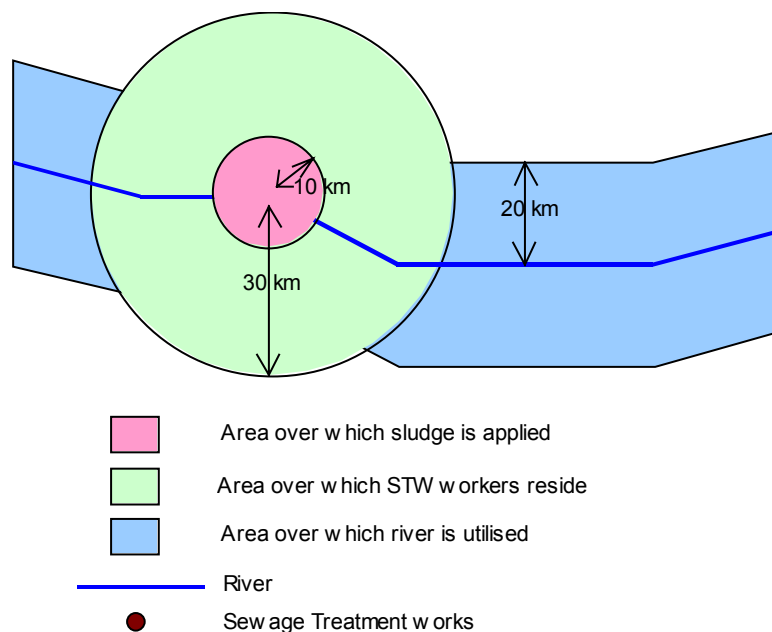 10 km
20 km
30 km
Area over which sludge is applied
Area over which STW workers reside
Area over which river is utilised
River
Sewage Treatment works